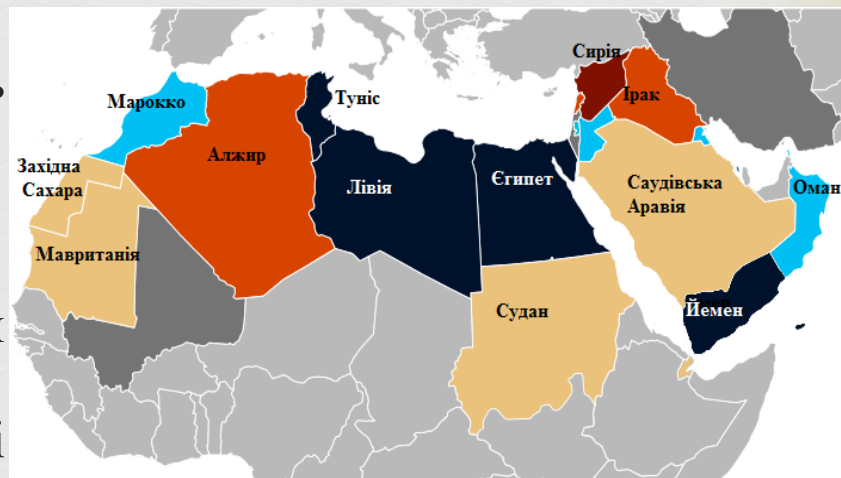 Сирія
Марокко
Туніс
Ірак
Алжир
Західна
Сахара
Лівія
Єгипет
Саудівська
Аравія
Оман
Мавританія
Судан
Йемен
х
і